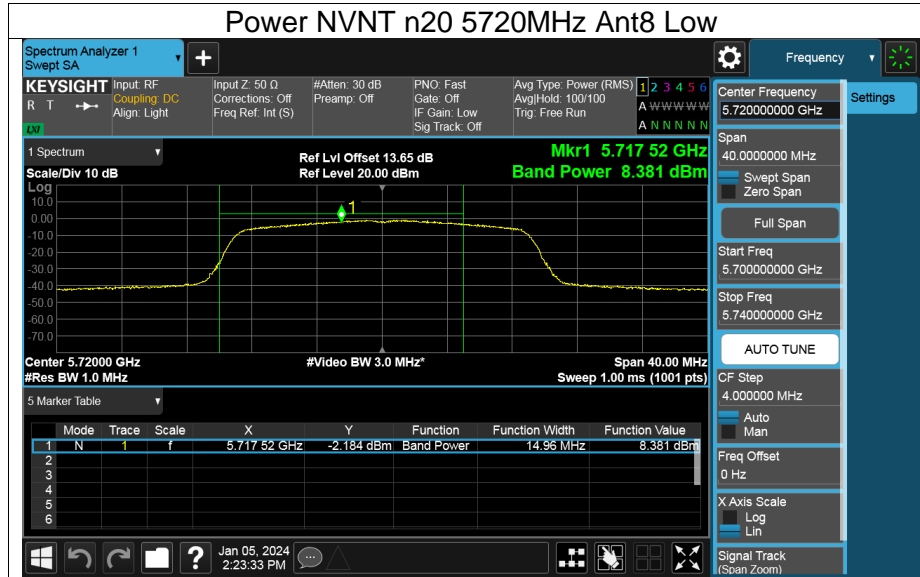 Power NVNT n20 5720MHz Ant8 Low
Spectrum Analyzer 1
Swept SA
Frequency
KEYSIGHT
R T
LXI
Input: RF
Coupling: DC
Align: Light
Input Z: 50 Ω
Corrections: Off
Freq Ref: Int (S)
#Atten: 30 dB
Preamp: Off
PNO: Fast
Gate: Off
IF Gain: Low
Sig Track: Off
Avg Type: Power (RMS)
Avg|Hold: 100/100
Trig: Free Run
1 2 3 4 5 6
A W W W W W
A N N N N N
1 Spectrum
Scale/Div 10 dB
Ref Lvl Offset 13.65 dB
Ref Level 20.00 dBm
Mkr1 5.717 52 GHz
Band Power 8.381 dBm
Log
10.0
0.00
-10.0
-20.0
-30.0
-40.0
-50.0
-60.0
-70.0
1
Center 5.72000 GHz
#Res BW 1.0 MHz
#Video BW 3.0 MHz*
Span 40.00 MHz
Sweep 1.00 ms (1001 pts)
5 Marker Table
Mode Trace Scale X Y Function Function Width Function Value
1 N 1 f 5.717 52 GHz -2.184 dBm Band Power 14.96 MHz 8.381 dBm
2
3
4
5
6
?
Jan 05, 2024
2:23:33 PM
Center Frequency
5.720000000 GHz
Settings
Span
40.0000000 MHz
Swept Span
Zero Span
Full Span
Start Freq
5.700000000 GHz
Stop Freq
5.740000000 GHz
AUTO TUNE
CF Step
4.000000 MHz
Auto
Man
Freq Offset
0 Hz
X Axis Scale
Log
Lin
Signal Track
(Span Zoom)